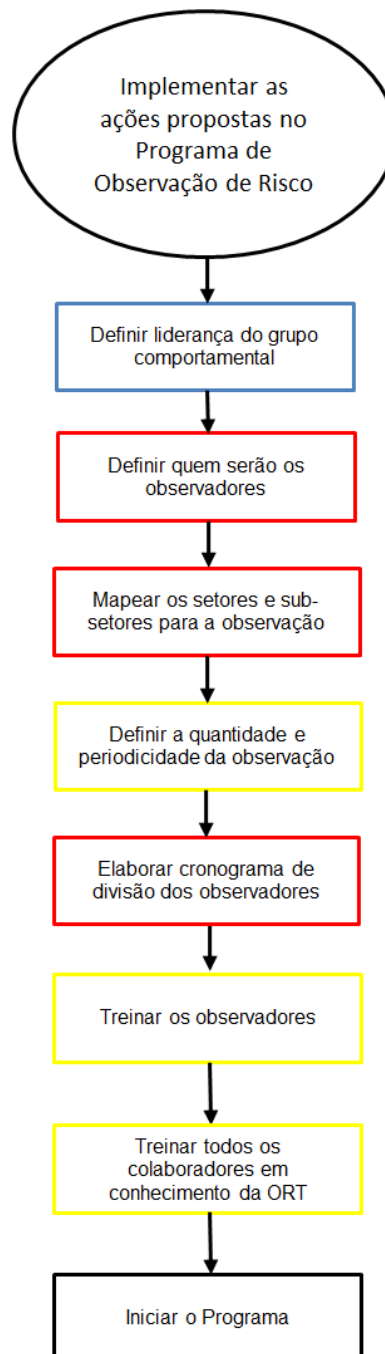 Implementar as
ações propostas no
Programa de
Observação de Risco
Definir liderança do grupo
comportamental
Definir quem serão os
observadores
Mapear os setores e sub-
setores para a observação
Definir a quantidade e
periodicidade da observação
Elaborar cronograma de
divisão dos observadores
Treinar os observadores
Treinar todos os
colaboradores em
conhecimento da ORT
Iniciar o Programa